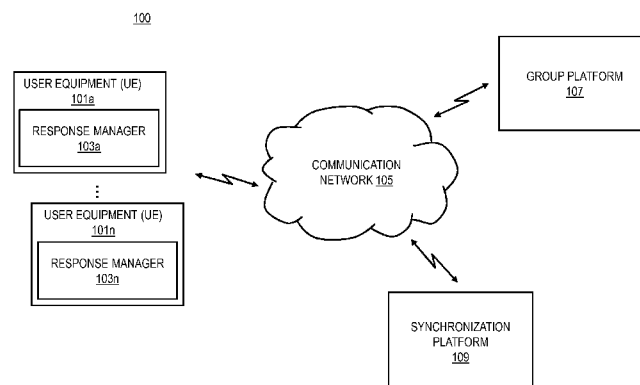 100
USER EQUIPMENT (UE)
101a
RESPONSE MANAGER
103a
⋮
USER EQUIPMENT (UE)
101n
RESPONSE MANAGER
103n
COMMUNICATION
NETWORK 105
GROUP PLATFORM
107
SYNCHRONIZATION
PLATFORM
109